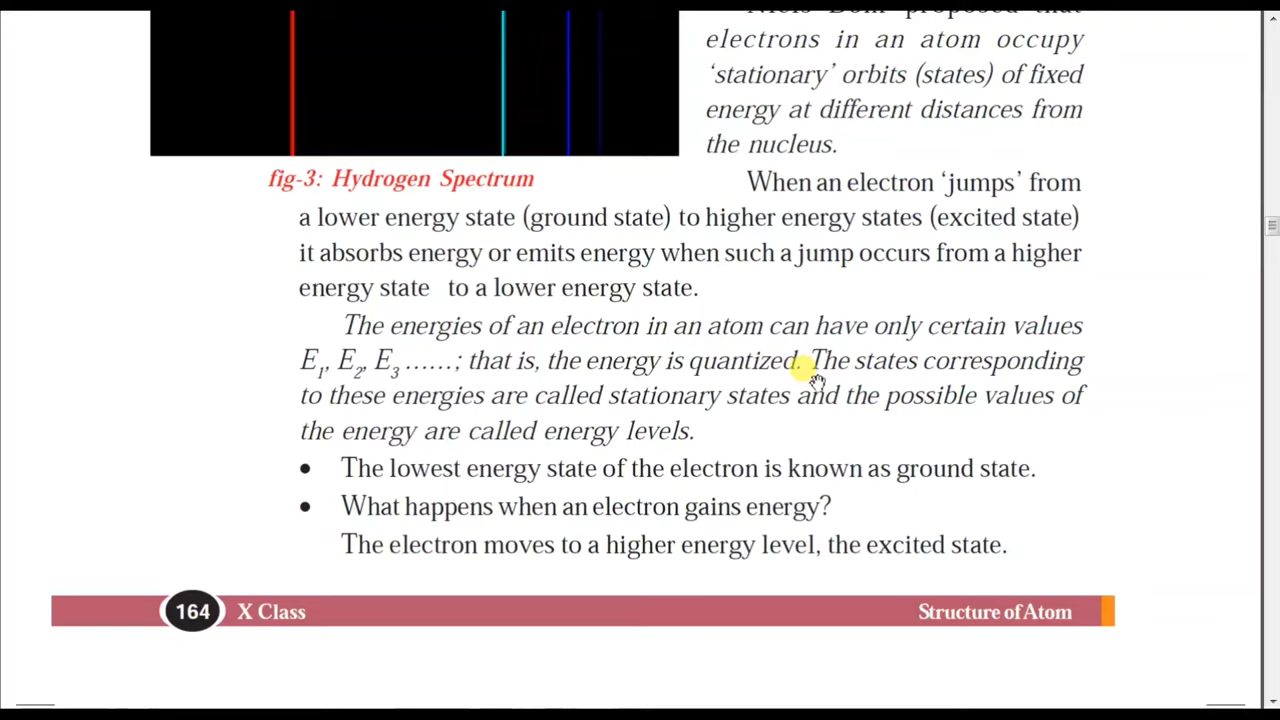 Niels Bohr proposed that
electrons in an atom occupy
‘stationary’ orbits (states) of fixed
energy at different distances from
the nucleus.
fig-3: Hydrogen Spectrum
When an electron ‘jumps’ from
a lower energy state (ground state) to higher energy states (excited state)
it absorbs energy or emits energy when such a jump occurs from a higher
energy state to a lower energy state.
The energies of an electron in an atom can have only certain values
E1, E2, E3 ......; that is, the energy is quantized. The states corresponding
to these energies are called stationary states and the possible values of
the energy are called energy levels.
• The lowest energy state of the electron is known as ground state.
• What happens when an electron gains energy?
The electron moves to a higher energy level, the excited state.
164 X Class Structure of Atom